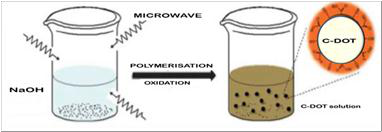 MICROWAVE
C-DOT
POLYMERISATION
NaOH
OXIDATION
C-DOT solution